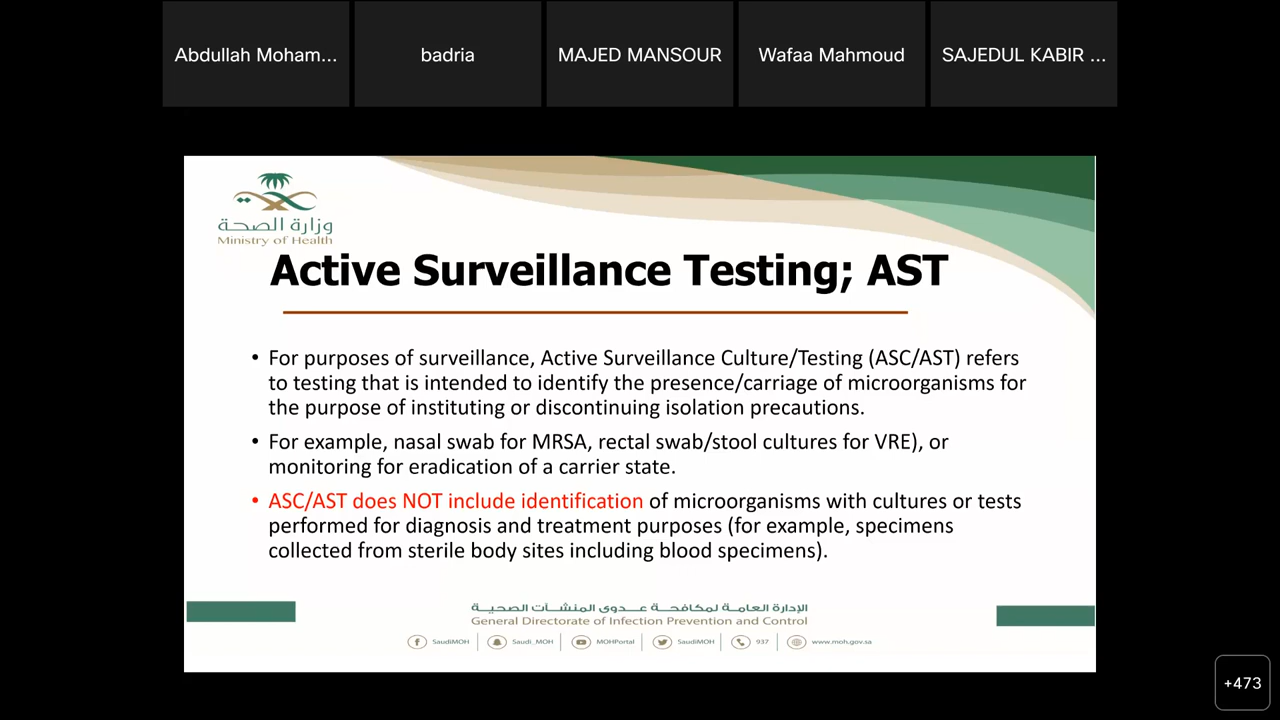 Abdullah Moham...
badria
MAJED MANSOUR
Wafaa Mahmoud
SAJEDUL KABIR ...
وزارة الصحة
Ministry of Health
Active Surveillance Testing; AST
• For purposes of surveillance, Active Surveillance Culture/Testing (ASC/AST) refers
to testing that is intended to identify the presence/carriage of microorganisms for
the purpose of instituting or discontinuing isolation precautions.
• For example, nasal swab for MRSA, rectal swab/stool cultures for VRE), or
monitoring for eradication of a carrier state.
• ASC/AST does NOT include identification of microorganisms with cultures or tests
performed for diagnosis and treatment purposes (for example, specimens
collected from sterile body sites including blood specimens).
الإدارة العامة لمكافحة عدوى المنشآت الصحية
General Directorate of Infection Prevention and Control
SaudiMOH Saudi_MOH MOHPortal SaudiMOH 937 www.moh.gov.sa
+473